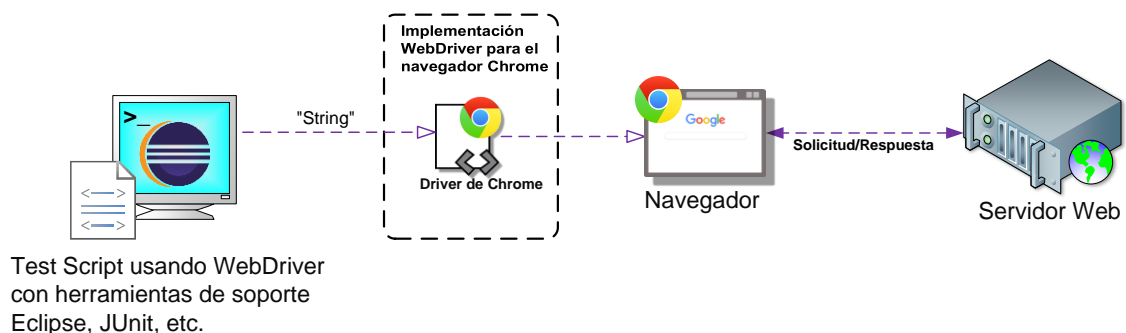 Implementación
WebDriver para el
navegador Chrome
>_
"String"
Driver de Chrome
Google
Navegador
Solicitud/Respuesta
Servidor Web
Test Script usando WebDriver
con herramientas de soporte
Eclipse, JUnit, etc.